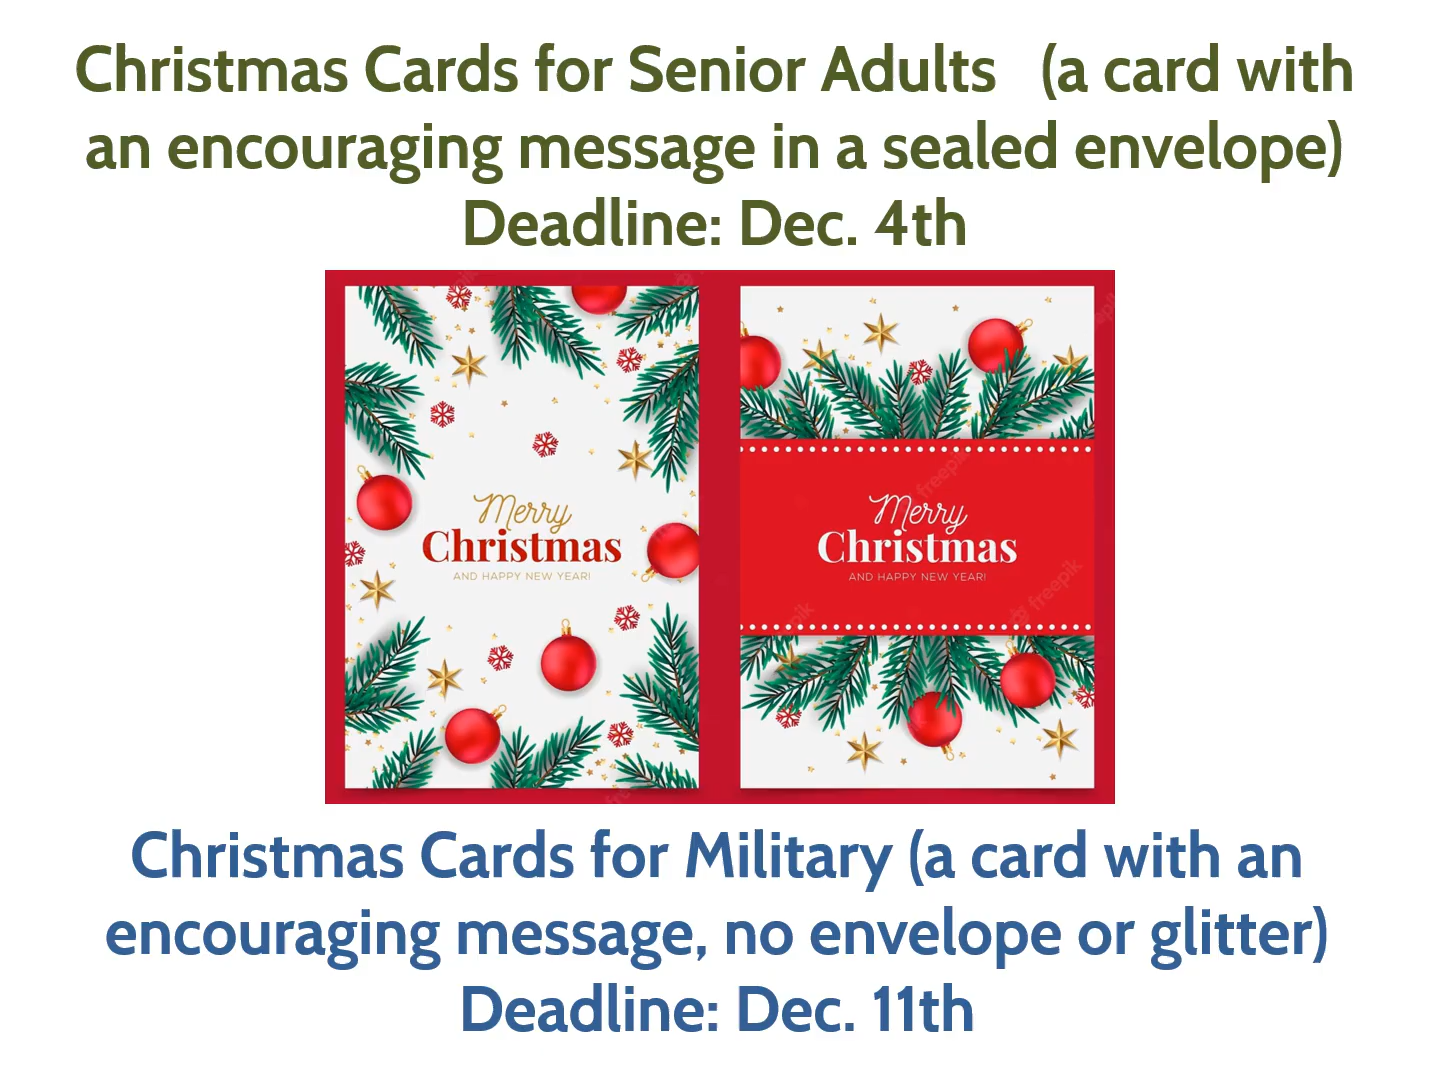 Christmas Cards for Senior Adults (a card with
an encouraging message in a sealed envelope)
Deadline: Dec. 4th
Merry
Christmas
AND HAPPY NEW YEAR!
Merry
Christmas
AND HAPPY NEW YEAR!
freepik
freepik
Christmas Cards for Military (a card with an
encouraging message, no envelope or glitter)
Deadline: Dec. 11th